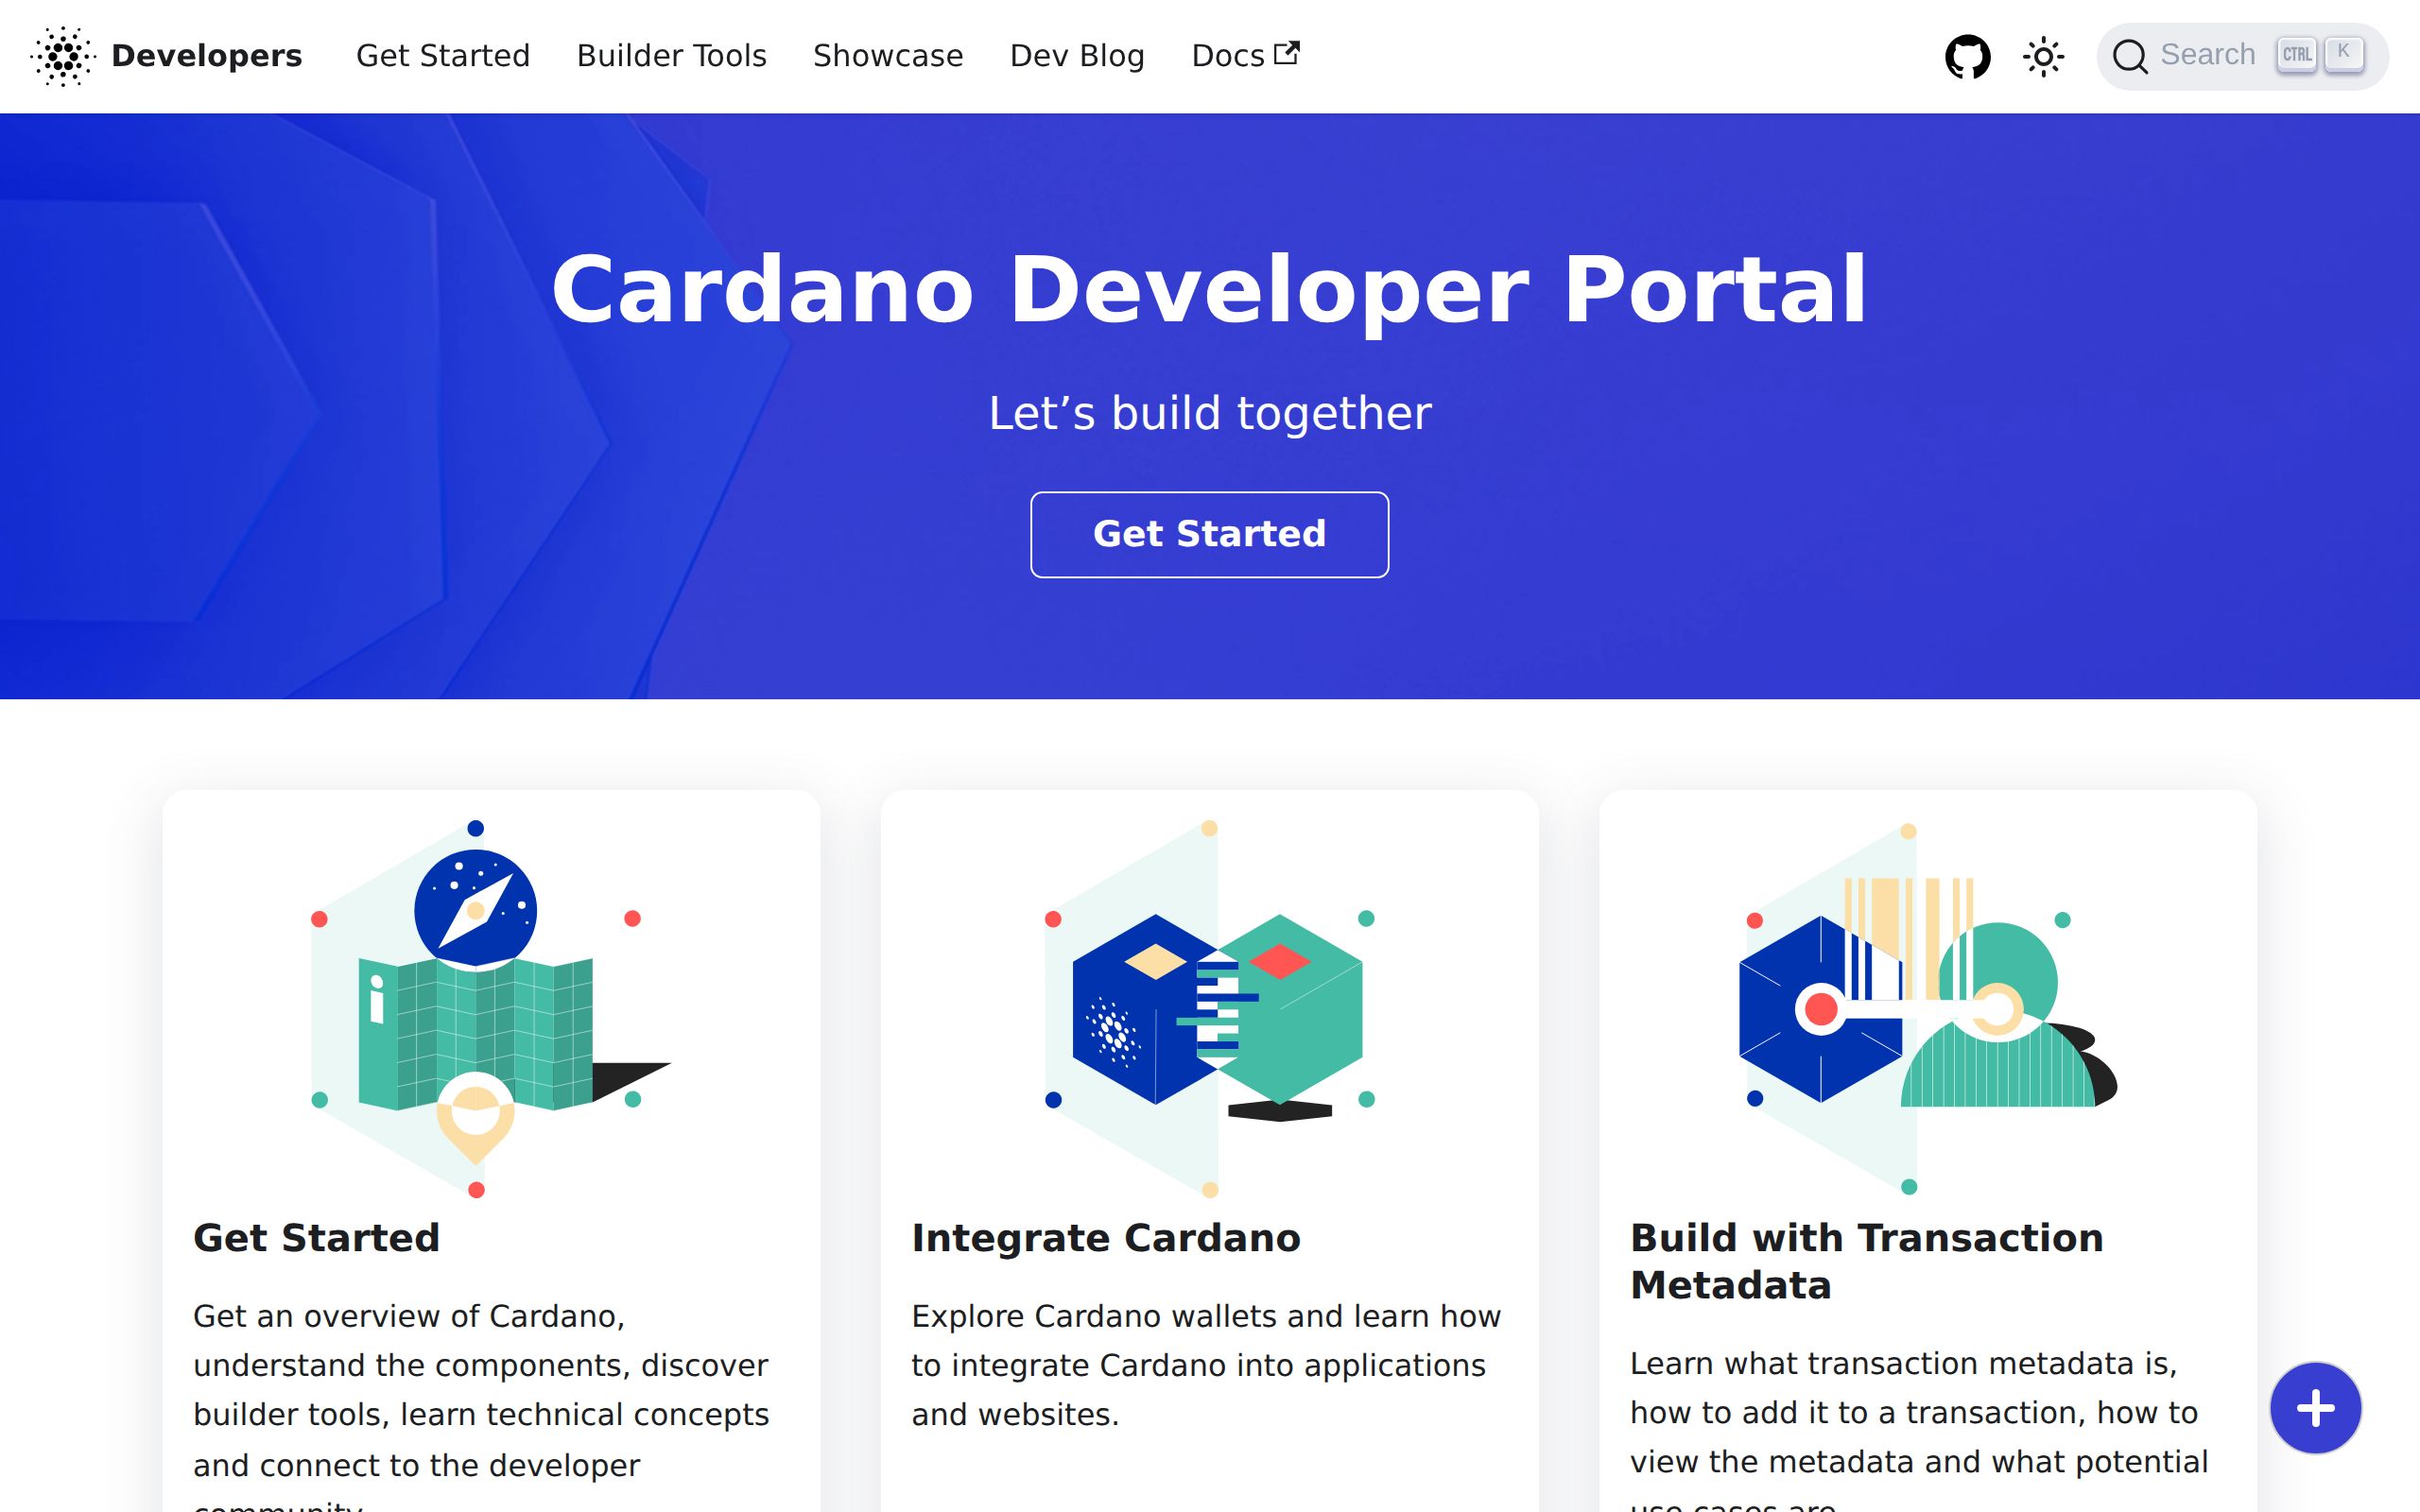 Developers Get Started Builder Tools Showcase Dev Blog Docs Search CTRL K
Cardano Developer Portal
Let’s build together
Get Started
Get Started
Get an overview of Cardano,
understand the components, discover
builder tools, learn technical concepts
and connect to the developer
community.
Integrate Cardano
Explore Cardano wallets and learn how
to integrate Cardano into applications
and websites.
Build with Transaction
Metadata
Learn what transaction metadata is,
how to add it to a transaction, how to
view the metadata and what potential
use cases are.